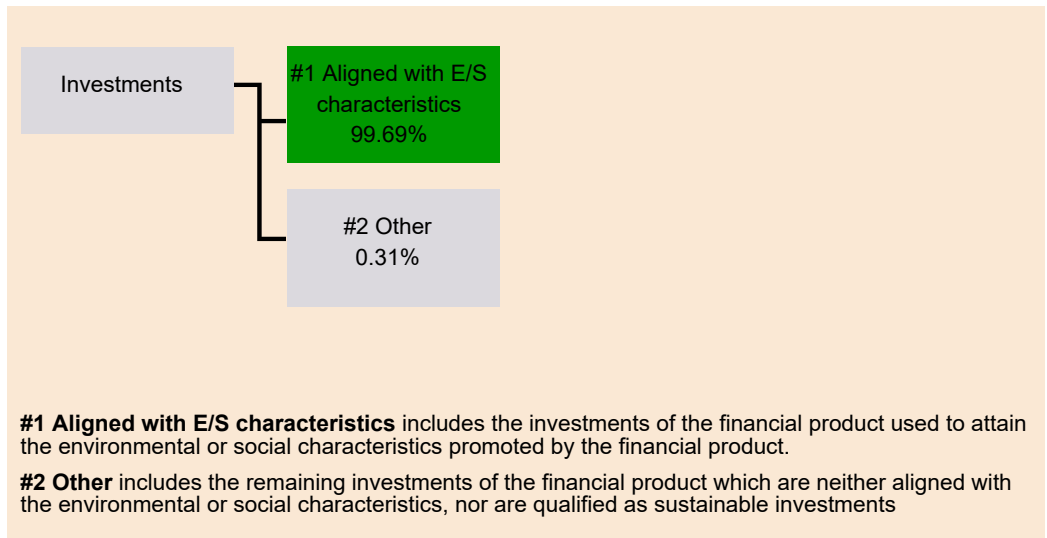 Investments
#1 Aligned with E/S
characteristics
99.69%
#2 Other
0.31%
#1 Aligned with E/S characteristics includes the investments of the financial product used to attain
the environmental or social characteristics promoted by the financial product.
#2 Other includes the remaining investments of the financial product which are neither aligned with
the environmental or social characteristics, nor are qualified as sustainable investments